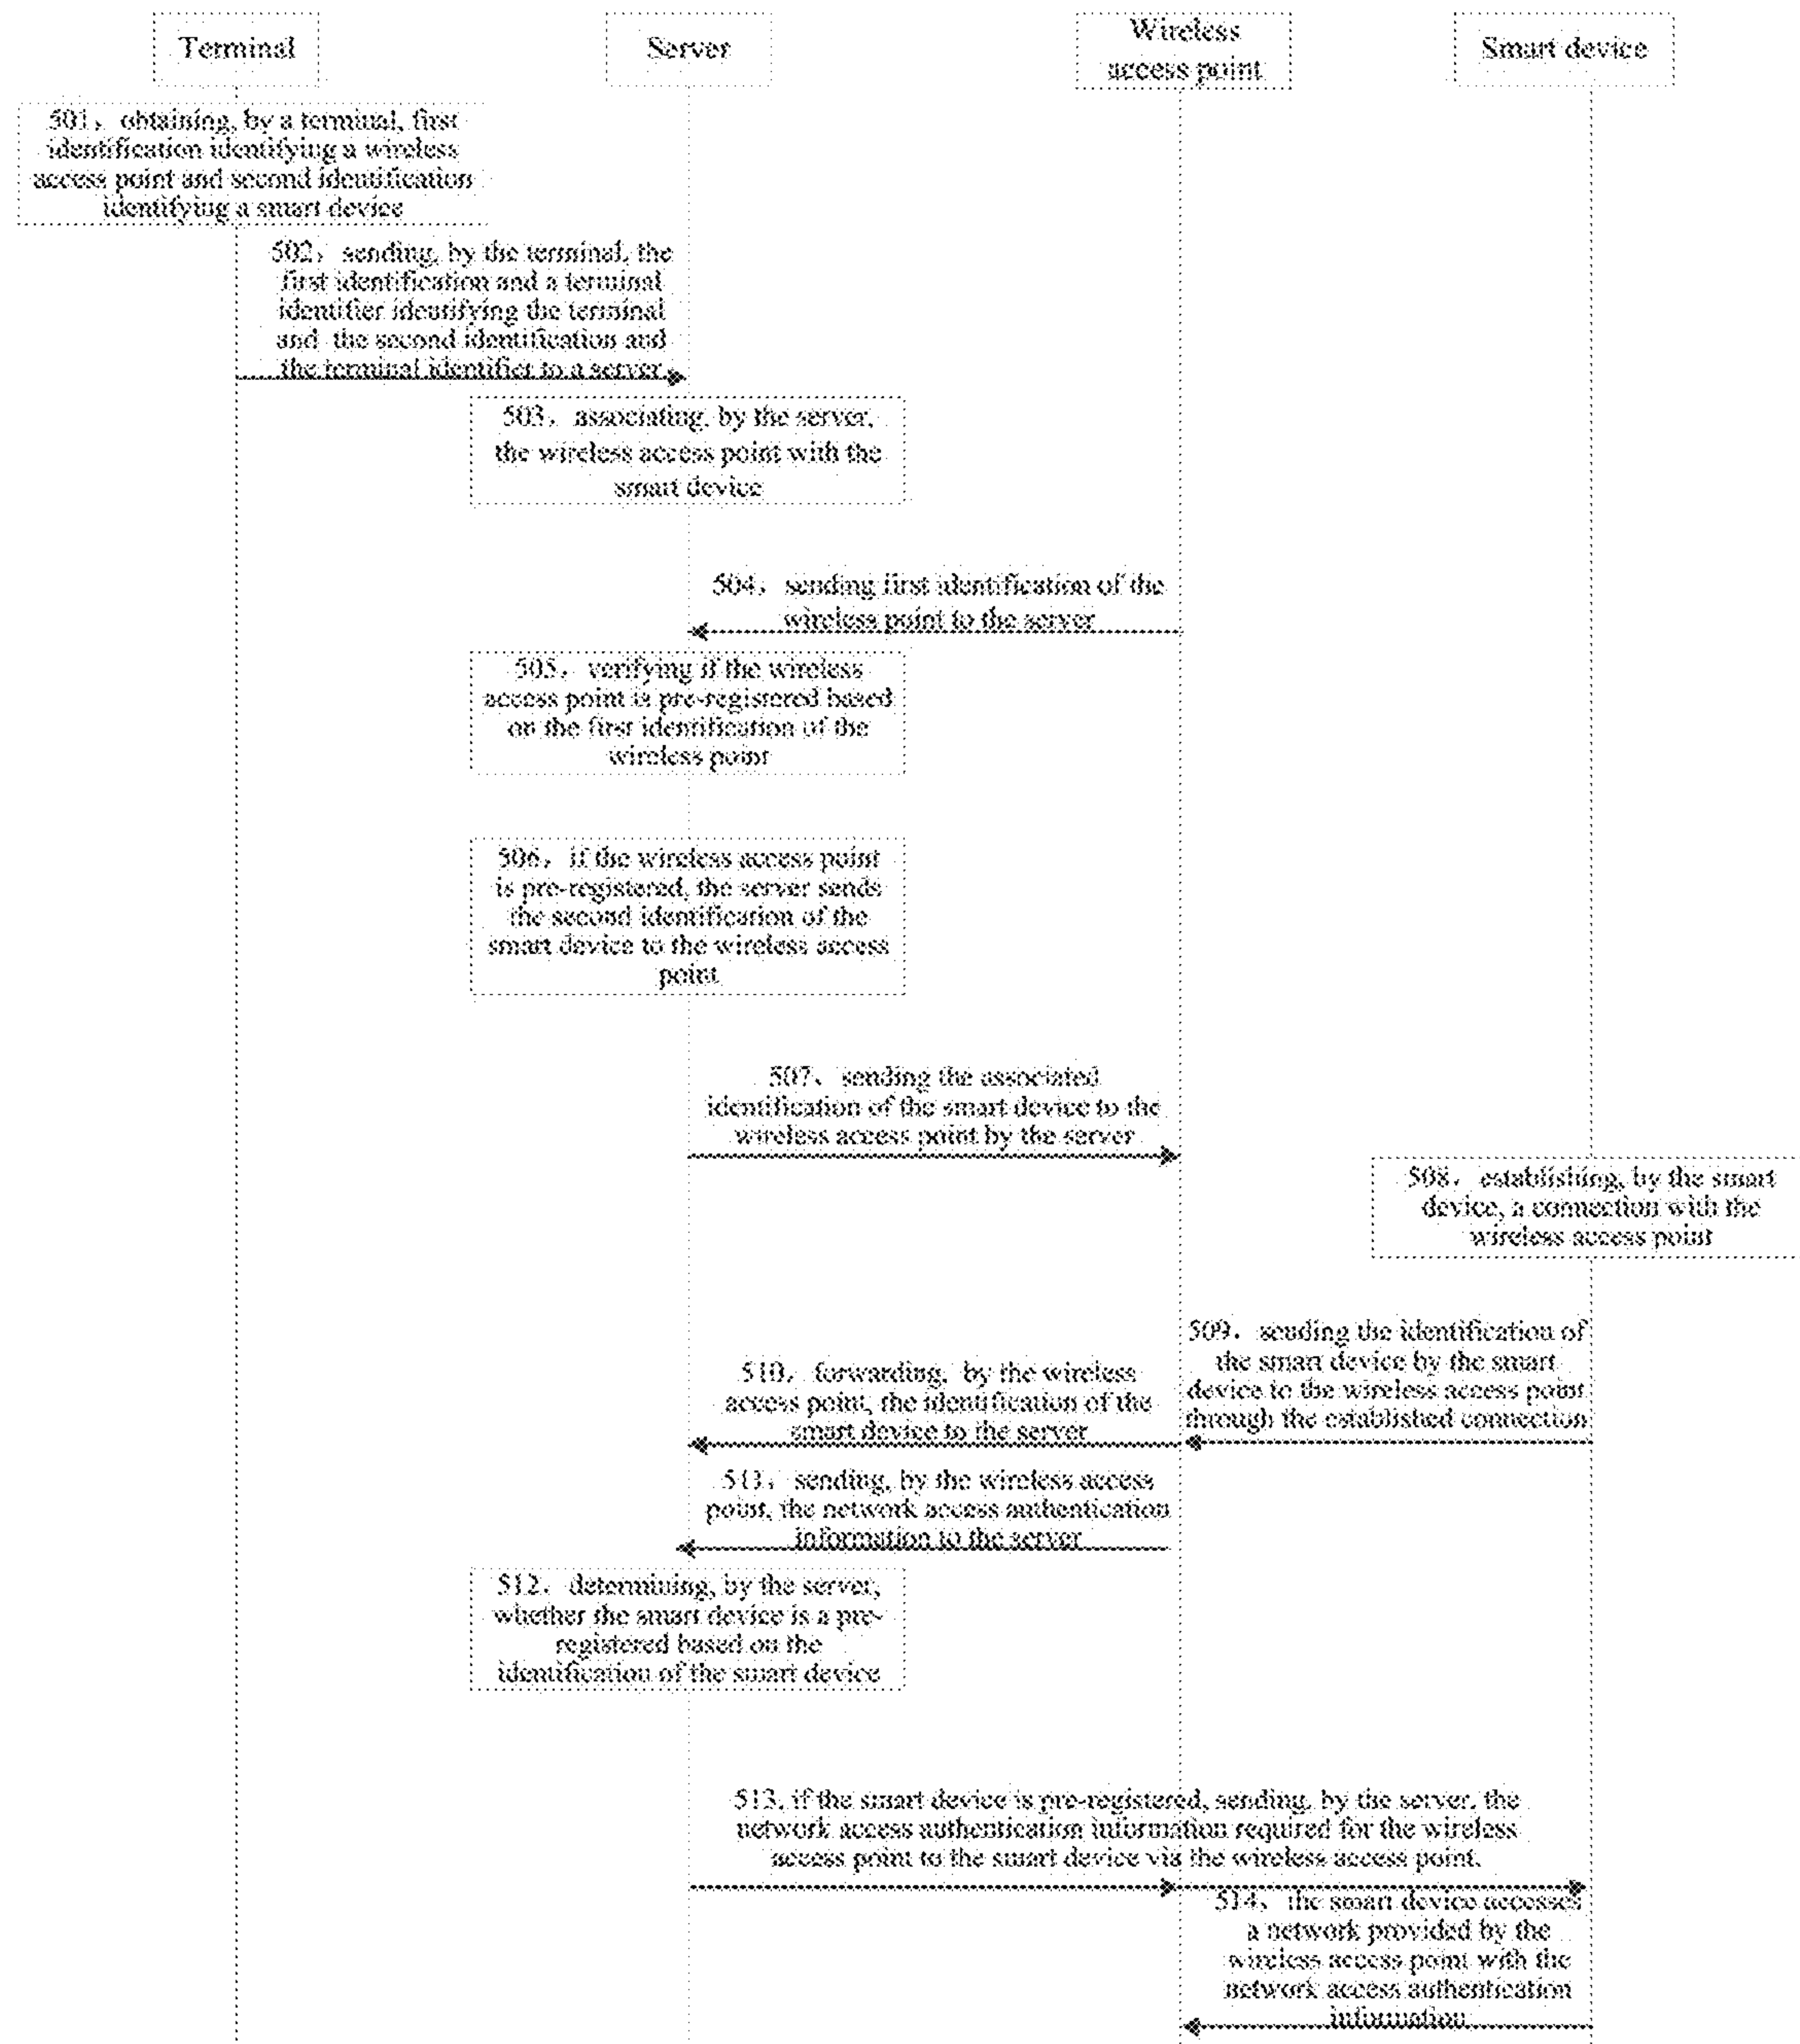 Terminal
Server
Wireless
access point
Smart device
501、obtaining, by a terminal, first
identification identifying a wireless
access point and second identification
identifying a smart device
502、sending, by the terminal, the
first identification and a terminal
identifier identifying the terminal
and the second identification and
the terminal identifier to a server
503、associating, by the server,
the wireless access point with the
smart device
504、sending first identification of the
wireless point to the server
505、verifying if the wireless
access point is pre-registered based
on the first identification of the
wireless point
506、if the wireless access point
is pre-registered, the server sends
the second identification of the
smart device to the wireless access
point
507、sending the associated
identification of the smart device to the
wireless access point by the server
508、establishing, by the smart
device, a connection with the
wireless access point
509、sending the identification of
the smart device by the smart
device to the wireless access point
through the established connection
510、forwarding, by the wireless
access point, the identification of the
smart device to the server
511、sending, by the wireless access
point, the network access authentication
information to the server
512、determining, by the server,
whether the smart device is a pre-
registered based on the
identification of the smart device
513, if the smart device is pre-registered, sending, by the server, the
network access authentication information required for the wireless
access point to the smart device via the wireless access point.
514、the smart device accesses
a network provided by the
wireless access point with the
network access authentication
information